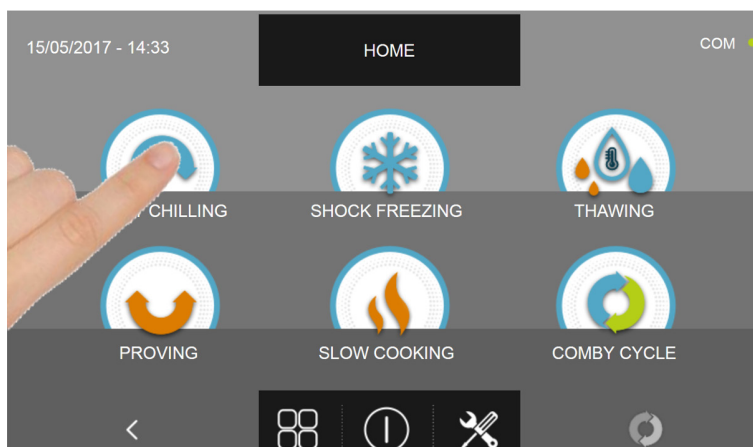 15/05/2017 - 14:33
HOME
COM
CHILLING
SHOCK FREEZING
THAWING
PROVING
SLOW COOKING
COMBY CYCLE